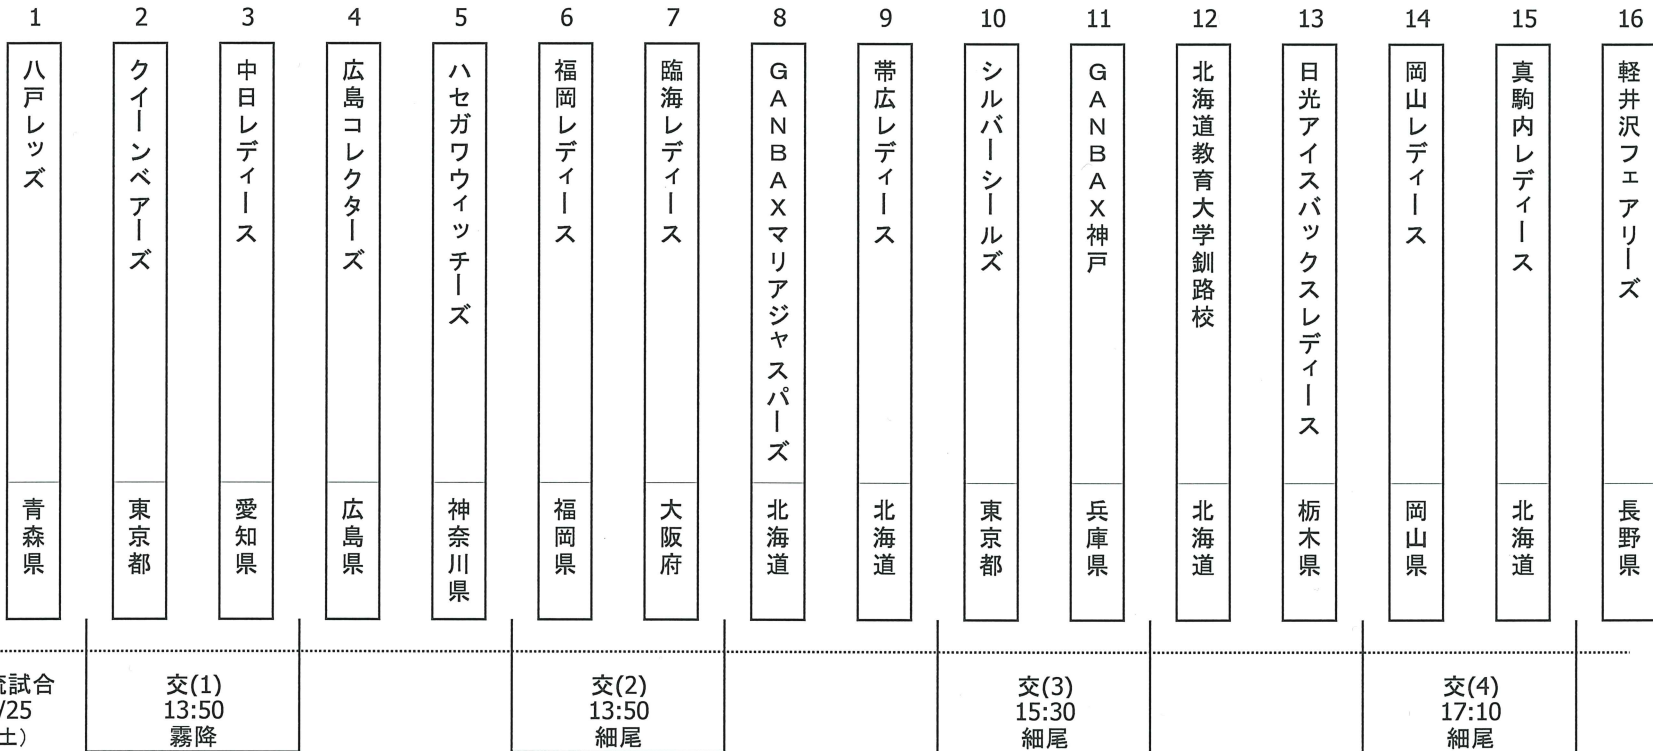 1
2
3
4
5
6
7
8
9
10
11
12
13
14
15
16
八戸レッズ
青森県
クイーンベアーズ
東京都
中日レディース
愛知県
広島コレクターズ
広島県
ハセガワウィッチーズ
神奈川県
福岡レディース
福岡県
臨海レディース
大阪府
GANBAXマリアジャスパーズ
北海道
帯広レディース
北海道
シルバーシールズ
東京都
GANBAX神戸
兵庫県
北海道教育大学釧路校
北海道
日光アイスバックスレディース
栃木県
岡山レディース
岡山県
真駒内レディース
北海道
軽井沢フェアリーズ
長野県
試合
/25
土）
交(1)
13:50
霧降
交(2)
13:50
細尾
交(3)
15:30
細尾
交(4)
17:10
細尾